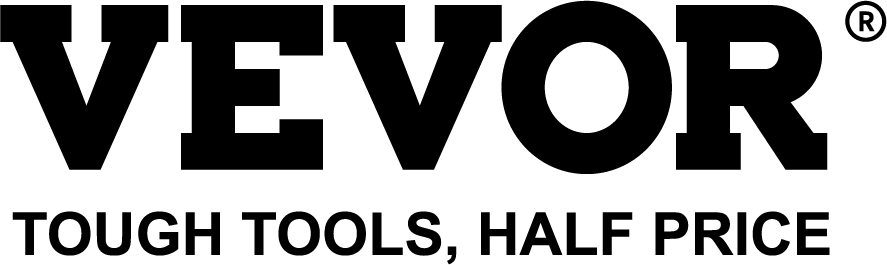 VEVOR®
TOUGH TOOLS, HALF PRICE